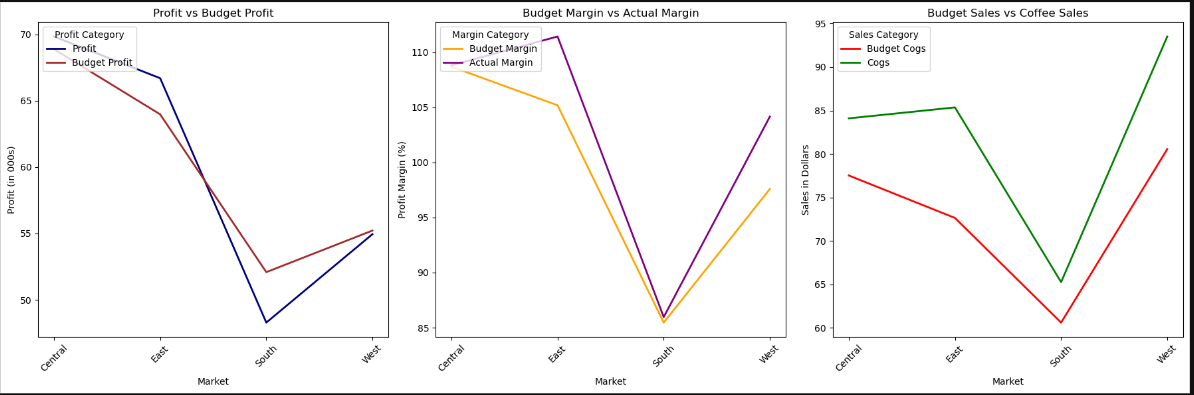 Profit vs Budget Profit
Profit Category
Profit
Budget Profit
70
65
60
55
50
Profit (in 000s)
Central
East
South
West
Market
Budget Margin vs Actual Margin
Margin Category
Budget Margin
Actual Margin
110
105
100
95
90
85
Profit Margin (%)
Central
East
South
West
Market
Budget Sales vs Coffee Sales
Sales Category
Budget Cogs
Cogs
95
90
85
80
75
70
65
60
Sales in Dollars
Central
East
South
West
Market